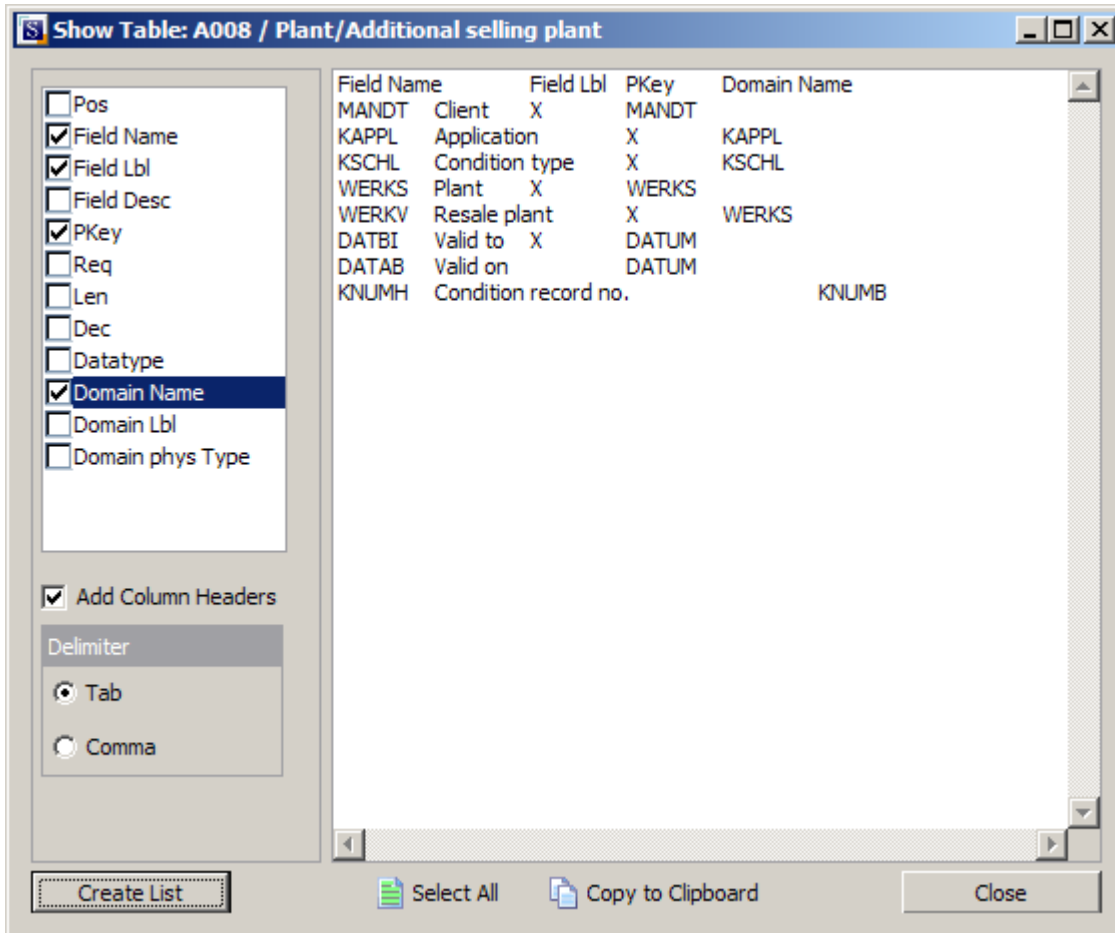 Show Table: A008 / Plant/Additional selling plant
Pos
Field Name
Field Lbl
Field Desc
PKey
Req
Len
Dec
Datatype
Domain Name
Domain Lbl
Domain phys Type
Add Column Headers
Delimiter
Tab
Comma
Field Name Field Lbl PKey Domain Name
MANDT Client X MANDT
KAPPL Application X KAPPL
KSCHL Condition type X KSCHL
WERKS Plant X WERKS
WERKV Resale plant X WERKS
DATBI Valid to X DATUM
DATAB Valid on DATUM
KNUMH Condition record no. KNUMB
Create List Select All Copy to Clipboard Close